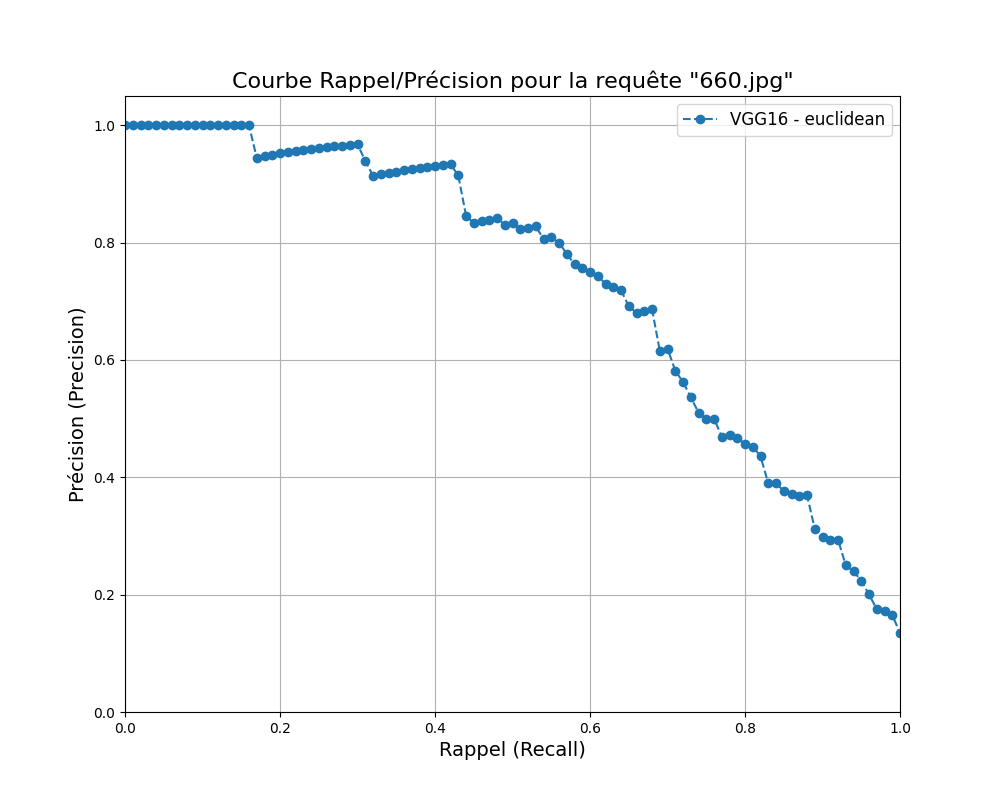 Courbe Rappel/Précision pour la requête "660.jpg"
VGG16 - euclidean
Précision (Precision)
1.0
0.8
0.6
0.4
0.2
0.0
0.0 0.2 0.4 0.6 0.8 1.0
Rappel (Recall)